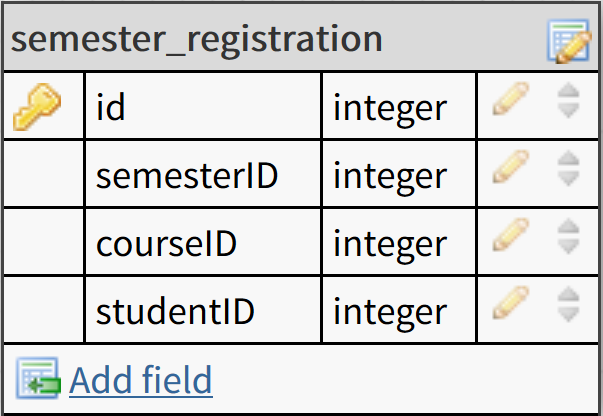 semester_registration
id integer
semesterID integer
courseID integer
studentID integer
Add field